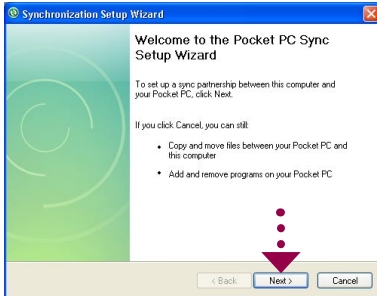 Synchronization Setup Wizard
Welcome to the Pocket PC Sync
Setup Wizard
To set up a sync partnership between this computer and
your Pocket PC, click Next.
If you click Cancel, you can still:
• Copy and move files between your Pocket PC and
this computer
• Add and remove programs on your Pocket PC
< Back Next > Cancel